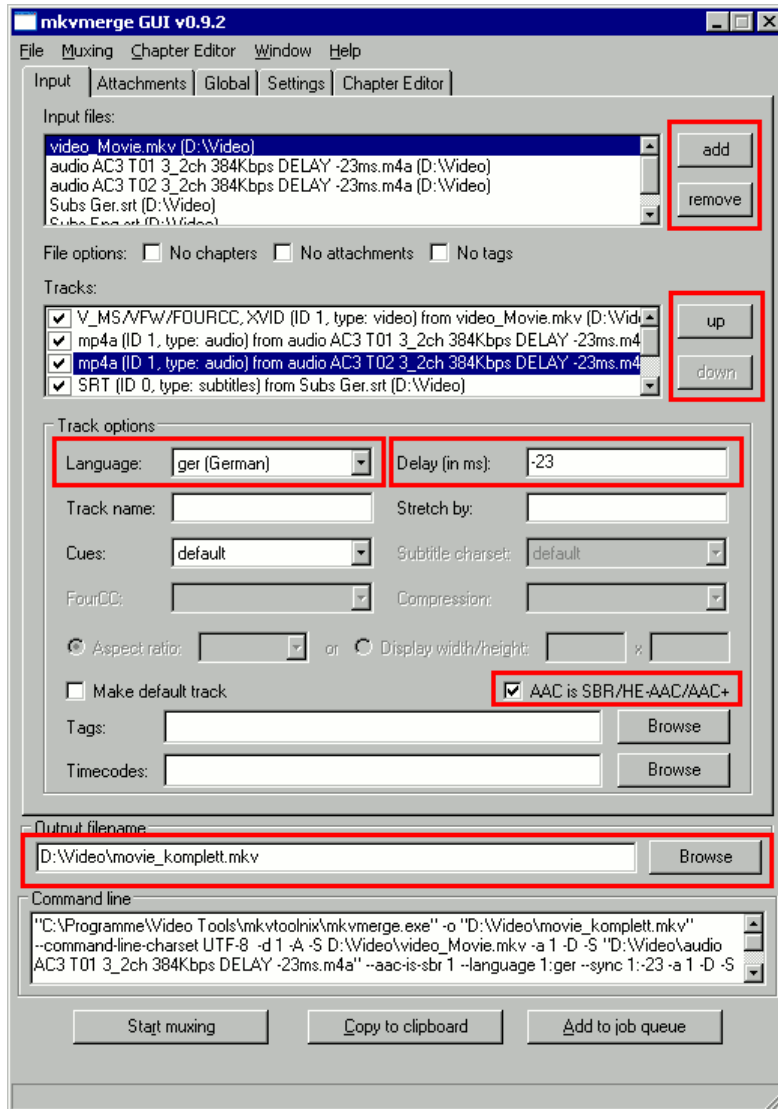 mkvmerge GUI v0.9.2
File Muxing Chapter Editor Window Help
Input Attachments Global Settings Chapter Editor
Input files:
video_Movie.mkv (D:\Video)
audio AC3 T01 3_2ch 384Kbps DELAY -23ms.m4a (D:\Video)
audio AC3 T02 3_2ch 384Kbps DELAY -23ms.m4a (D:\Video)
Subs Ger.srt (D:\Video)
Subs Eng.srt (D:\Video)
add
remove
File options: No chapters No attachments No tags
Tracks:
V_MS/VFW/FOURCC, XVID (ID 1, type: video) from video_Movie.mkv (D:\Vide
mp4a (ID 1, type: audio) from audio AC3 T01 3_2ch 384Kbps DELAY -23ms.m4
mp4a (ID 1, type: audio) from audio AC3 T02 3_2ch 384Kbps DELAY -23ms.m4
SRT (ID 0, type: subtitles) from Subs Ger.srt (D:\Video)
up
down
Track options
Language: ger (German) Delay (in ms): -23
Track name: Stretch by:
Cues: default Subtitle charset: default
FourCC: Compression:
Aspect ratio: or Display width/height: x
Make default track AAC is SBR/HE-AAC/AAC+
Tags: Browse
Timecodes: Browse
Output filename
D:\Video\movie_komplett.mkv Browse
Command line
"C:\Programme\Video Tools\mkvtoolnix\mkvmerge.exe" -o "D:\Video\movie_komplett.mkv"
--command-line-charset UTF-8 -d 1 -A -S D:\Video\video_Movie.mkv -a 1 -D -S "D:\Video\audio
AC3 T01 3_2ch 384Kbps DELAY -23ms.m4a" --aac-is-sbr 1 --language 1:ger --sync 1:-23 -a 1 -D -S
Start muxing Copy to clipboard Add to job queue